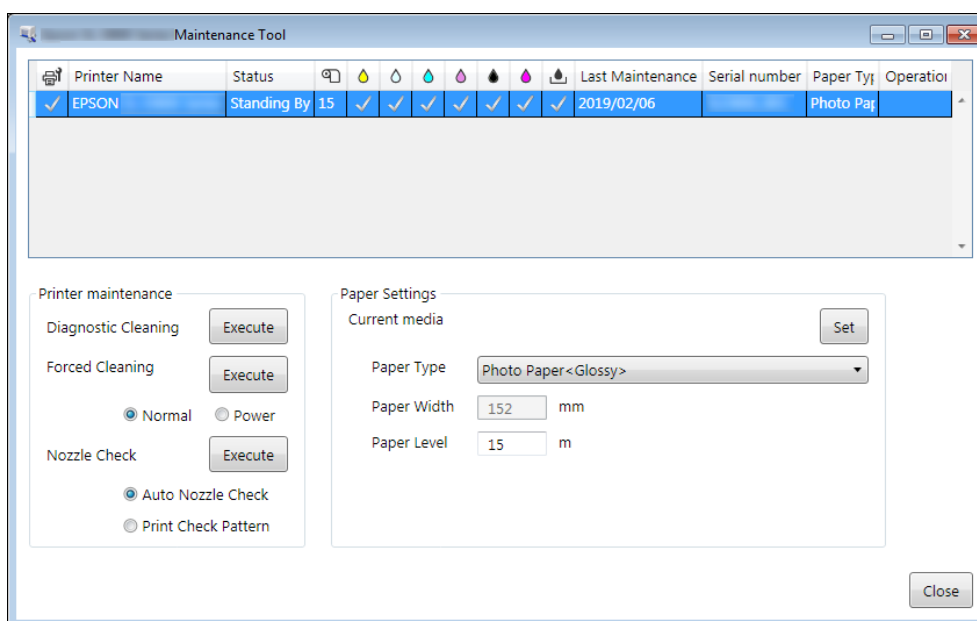 Maintenance Tool
Printer Name Status Last Maintenance Serial number Paper Typ Operation
EPSON Standing By 15 2019/02/06 Photo Pap
Printer maintenance
Diagnostic Cleaning Execute
Forced Cleaning Execute
Normal Power
Nozzle Check Execute
Auto Nozzle Check
Print Check Pattern
Paper Settings
Current media Set
Paper Type Photo Paper<Glossy>
Paper Width 152 mm
Paper Level 15 m
Close